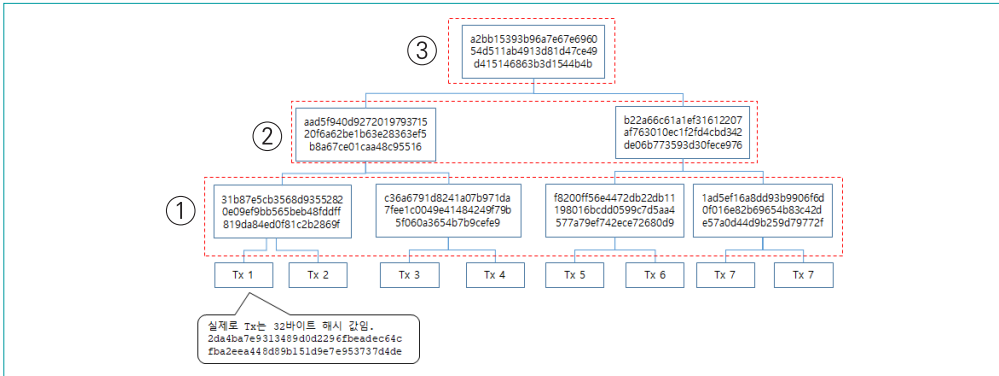 ③
a2bb15393b96a7e67e6960
54d511ab4913d81d47ce49
d415146863b3d1544b4b
②
aad5f940d9272019793715
20f6a62be1b63e28363ef5
b8a67ce01caa48c95516
b22a66c61a1ef31612207
af763010ec1f2fd4cbd342
de06b773593d30fece976
①
31b87e5cb3568d9355282
0e09ef9bb565beb48fddff
819da84ed0f81c2b2869f
c36a6791d8241a07b971da
7fee1c0049e41484249f79b
5f060a3654b7b9cefe9
f8200ff56e4472db22db11
198016bcdd0599c7d5aa4
577a79ef742ece72680d9
1ad5ef16a8dd93b9906f6d
0f016e82b69654b83c42d
e57a0d44d9b259d79772f
Tx 1
Tx 2
Tx 3
Tx 4
Tx 5
Tx 6
Tx 7
Tx 7
실제로 Tx는 32바이트 해시 값임.
2da4ba7e9313489d0d2296fbeadec64c
fba2eea448d89b151d9e7e953737d4de